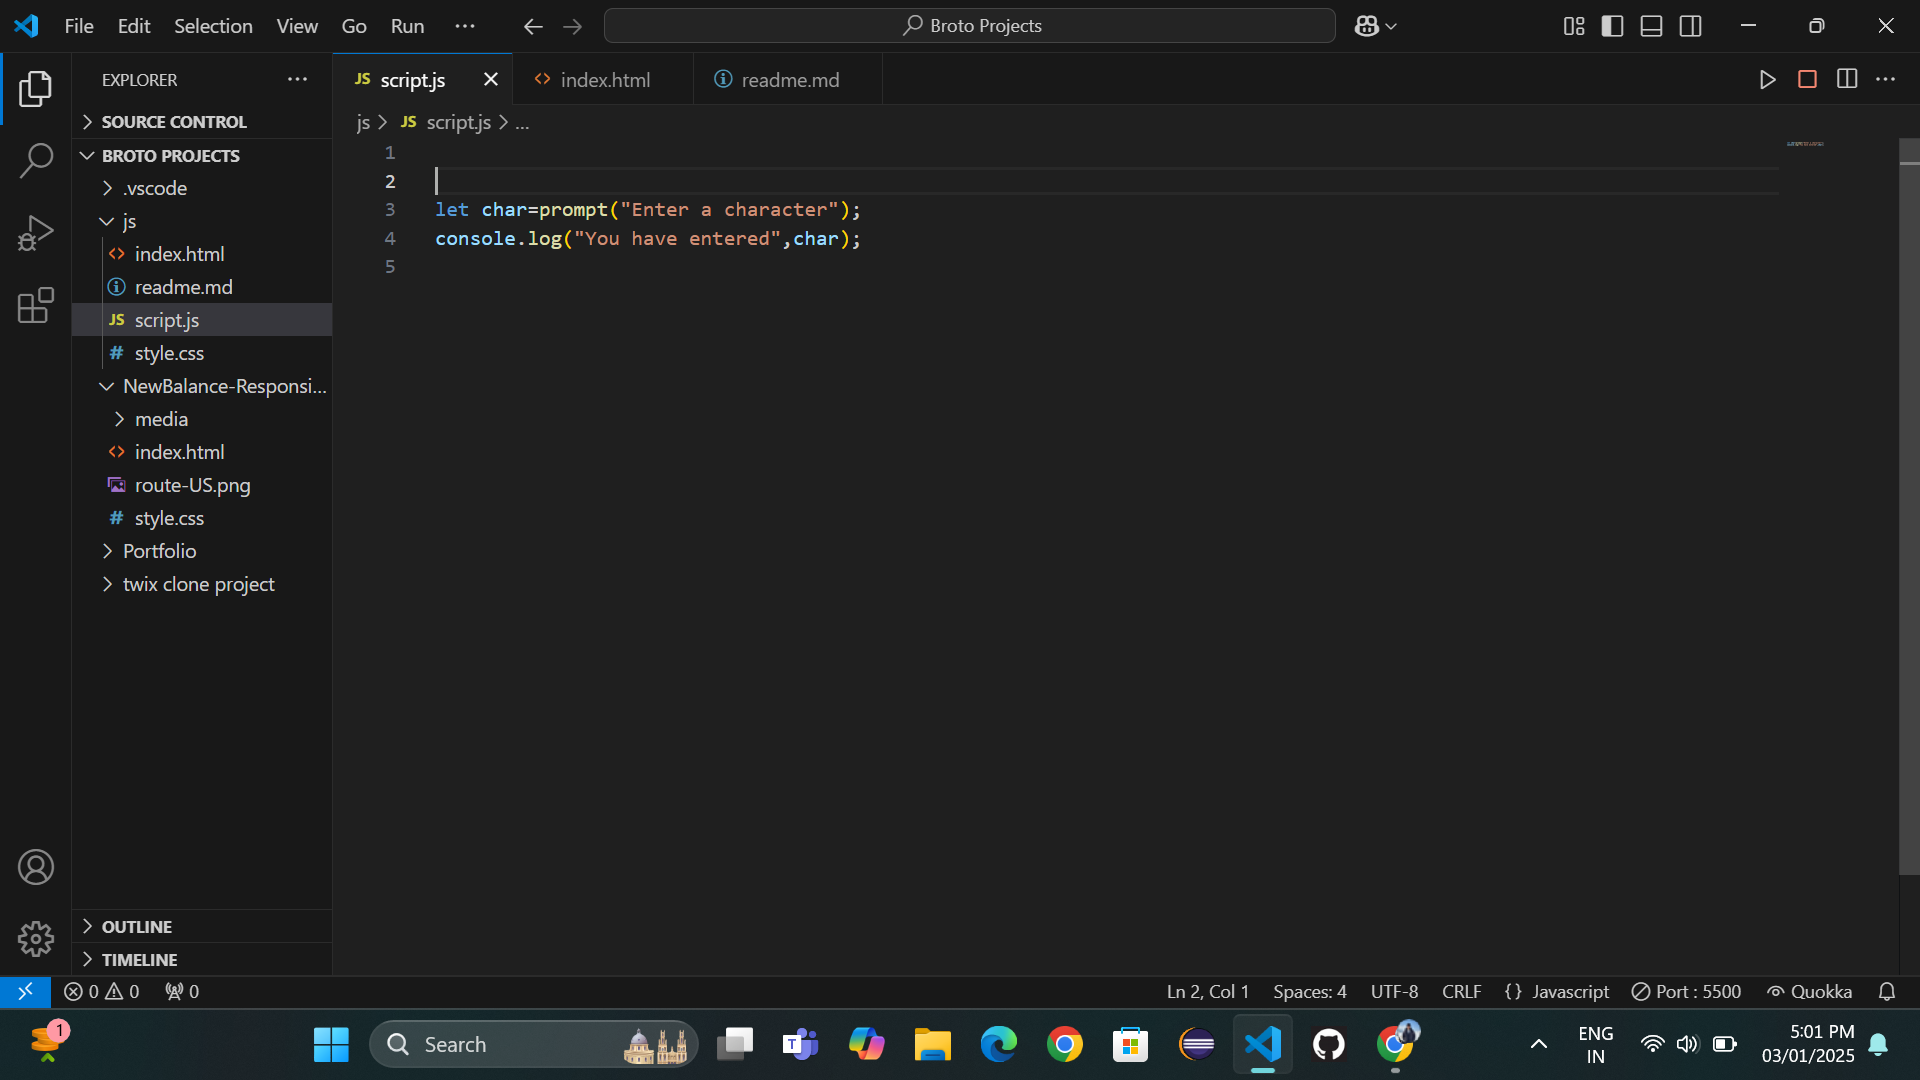 File Edit Selection View Go Run ...
Broto Projects
EXPLORER
SOURCE CONTROL
BROTO PROJECTS
.vscode
js
index.html
readme.md
JS script.js
# style.css
NewBalance-Responsi...
media
index.html
route-US.png
# style.css
Portfolio
twix clone project
OUTLINE
TIMELINE
JS script.js
index.html
readme.md
js > JS script.js > ...
1
2
3 let char=prompt("Enter a character");
4 console.log("You have entered",char);
5
0 0 0
Ln 2, Col 1 Spaces: 4 UTF-8 CRLF {} Javascript Port : 5500 Quokka
1
Search
T
ENG
IN
5:01 PM
03/01/2025